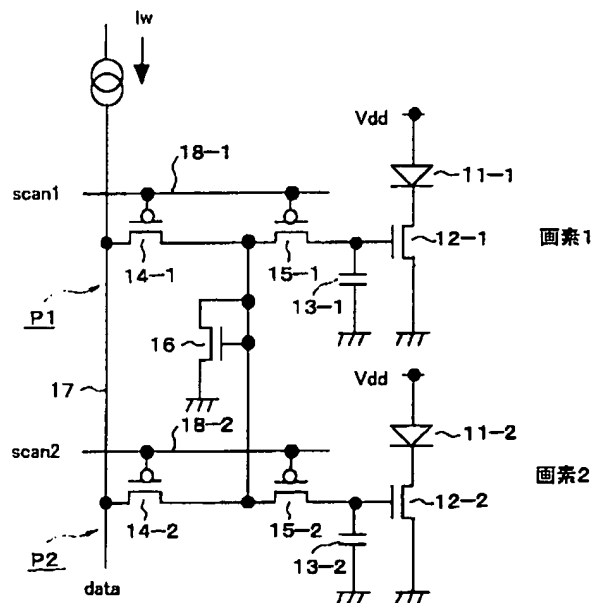 Iw
Vdd
18-1
11-1
scan1
12-1
画素1
14-1
15-1
13-1
P1
16
17
Vdd
18-2
11-2
scan2
画素2
12-2
14-2
15-2
13-2
P2
data